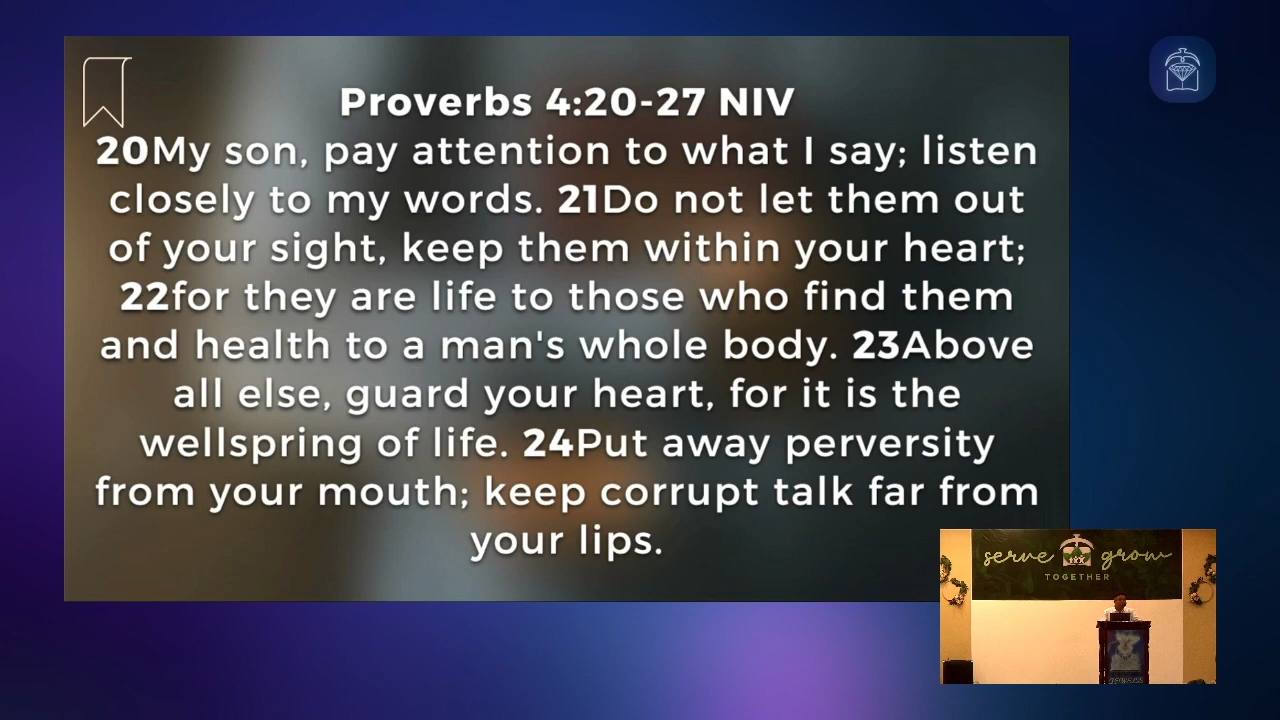 Proverbs 4:20-27 NIV
20My son, pay attention to what I say; listen
closely to my words. 21Do not let them out
of your sight, keep them within your heart;
22for they are life to those who find them
and health to a man's whole body. 23Above
all else, guard your heart, for it is the
wellspring of life. 24Put away perversity
from your mouth; keep corrupt talk far from
your lips.
serve grow
TOGETHER